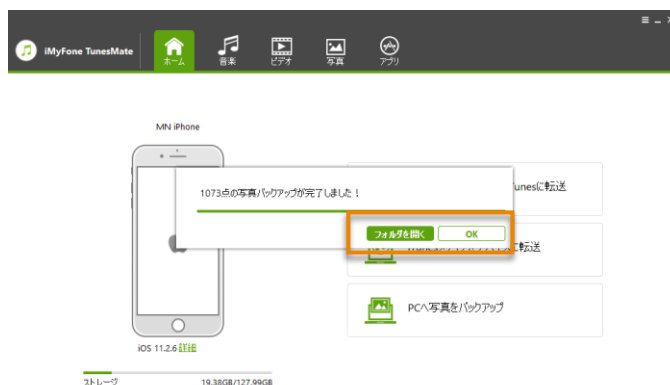 iMyFone TunesMate
ホーム
音楽
ビデオ
写真
アプリ
MN iPhone
1073点の写真バックアップが完了しました!
unesに転送
フォルダを開く
OK
に転送
PCへ写真をバックアップ
iOS 11.2.6 詳細
ストレージ 19.38GB/127.99GB